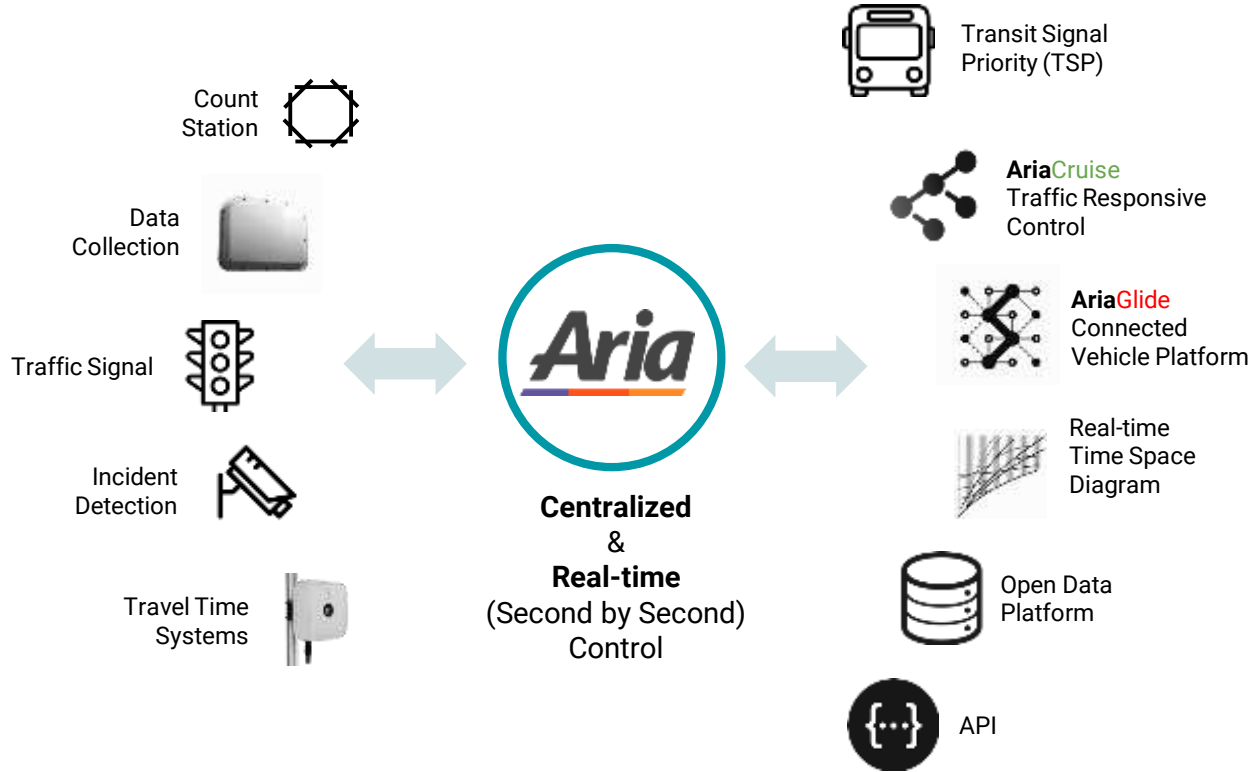 Count
Station
Data
Collection
Traffic Signal
Incident
Detection
Travel Time
Systems
Aria
Centralized
&
Real-time
(Second by Second)
Control
Transit Signal
Priority (TSP)
AriaCruise
Traffic Responsive
Control
AriaGlide
Connected
Vehicle Platform
Real-time
Time Space
Diagram
Open Data
Platform
{···}
API